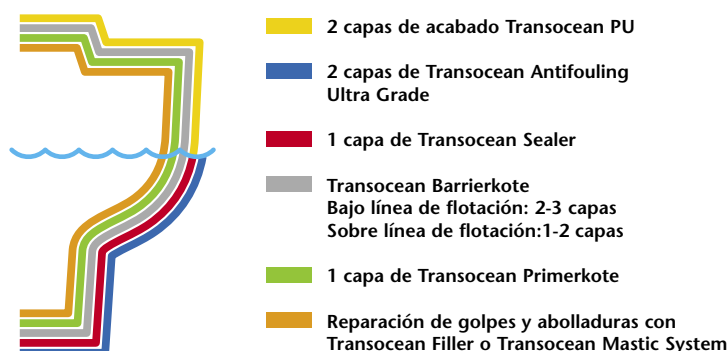 2 capas de acabado Transocean PU
2 capas de Transocean Antifouling
Ultra Grade
1 capa de Transocean Sealer
Transocean Barrierkote
Bajo línea de flotación: 2-3 capas
Sobre línea de flotación:1-2 capas
1 capa de Transocean Primerkote
Reparación de golpes y abolladuras con
Transocean Filler o Transocean Mastic System